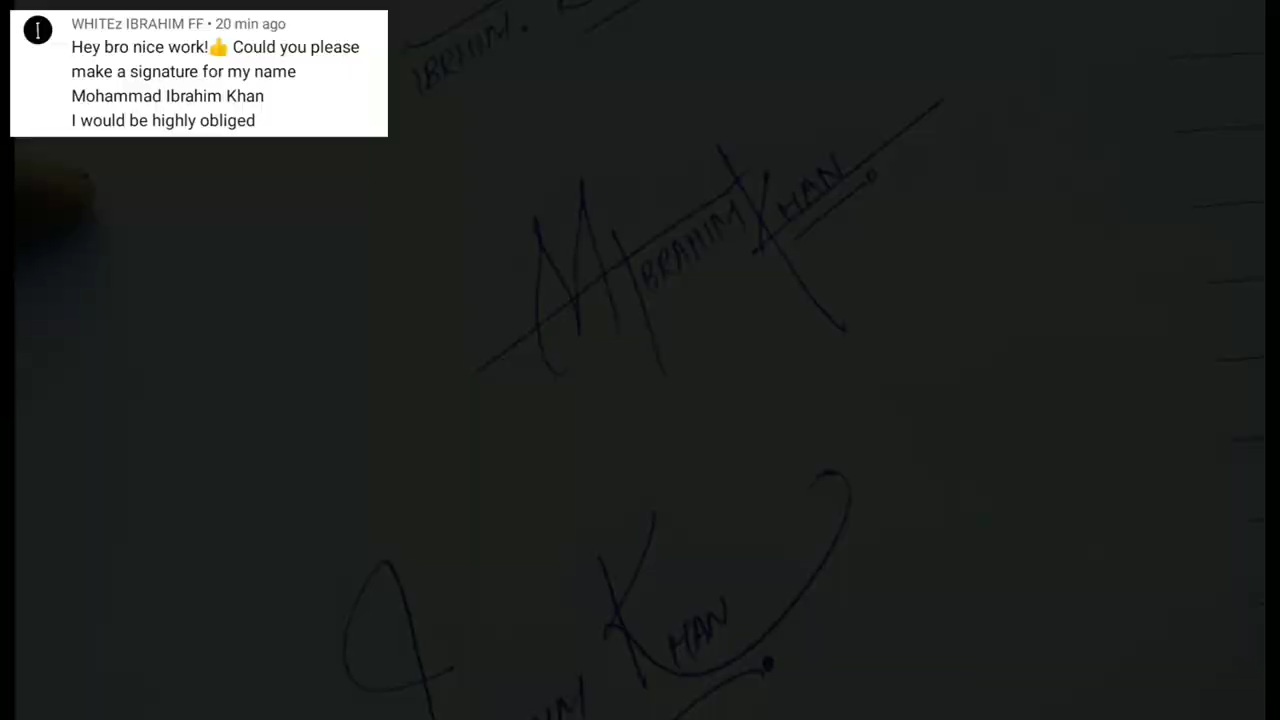 WHITEz IBRAHIM FF • 20 min ago
Hey bro nice work!👍 Could you please
make a signature for my name
Mohammad Ibrahim Khan
I would be highly obliged
IBRAHIM.
M IBRAHIM KHAN
KHAN